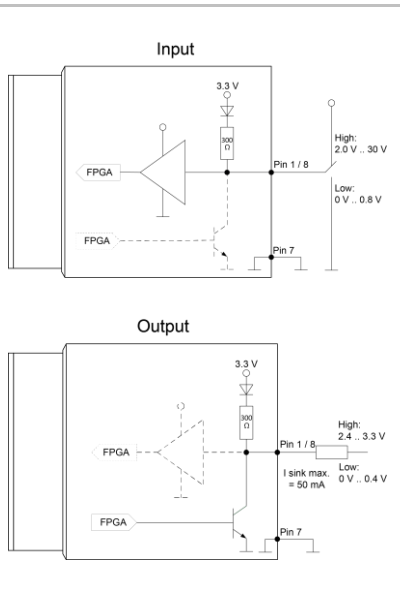 Input
3.3 V
300
Ω
High:
2.0 V .. 30 V
FPGA
Pin 1 / 8
Low:
0 V .. 0.8 V
FPGA
Pin 7
Output
3.3 V
300
Ω
High:
2.4 .. 3.3 V
FPGA
Pin 1 / 8
I sink max.
= 50 mA
Low:
0 V .. 0.4 V
FPGA
Pin 7